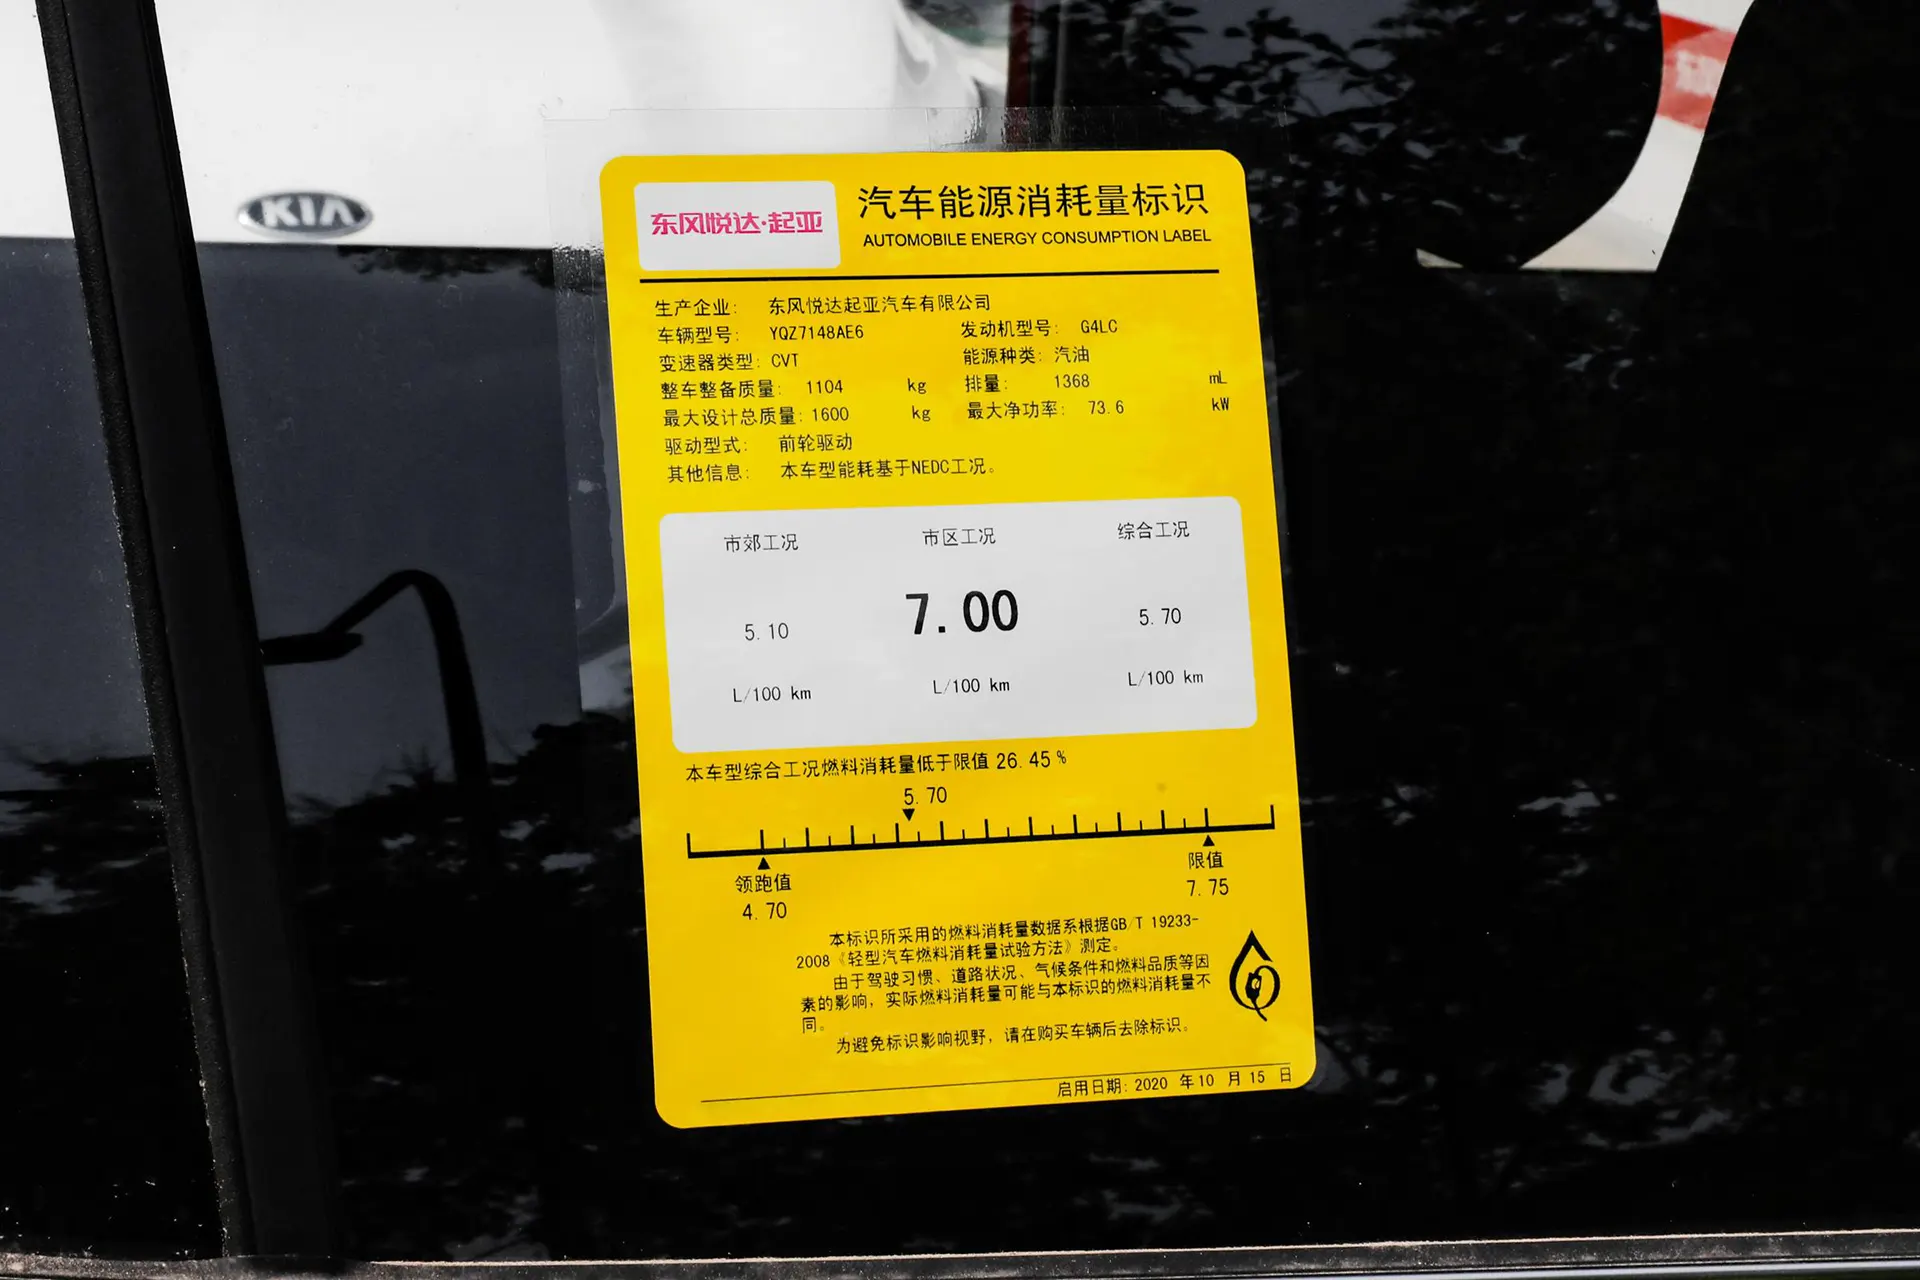 KIA
东风悦达·起亚
汽车能源消耗量标识
AUTOMOBILE ENERGY CONSUMPTION LABEL
生产企业: 东风悦达起亚汽车有限公司
车辆型号: YQZ7148AE6 发动机型号: G4LC
变速器类型: CVT 能源种类: 汽油
整车整备质量: 1104 kg 排量: 1368 mL
最大设计总质量: 1600 kg 最大净功率: 73.6 kW
驱动型式: 前轮驱动
其他信息: 本车型能耗基于NEDC工况。
市郊工况 市区工况 综合工况
5.10 7.00 5.70
L/100 km L/100 km L/100 km
本车型综合工况燃料消耗量低于限值 26.45 %
5.70
领跑值 限值
4.70 7.75
本标识所采用的燃料消耗量数据系根据GB/T 19233-
2008《轻型汽车燃料消耗量试验方法》测定。
由于驾驶习惯、道路状况、气候条件和燃料品质等因
素的影响，实际燃料消耗量可能与本标识的燃料消耗量不
同。
为避免标识影响视野，请在购买车辆后去除标识。
启用日期: 2020 年 10 月 15 日